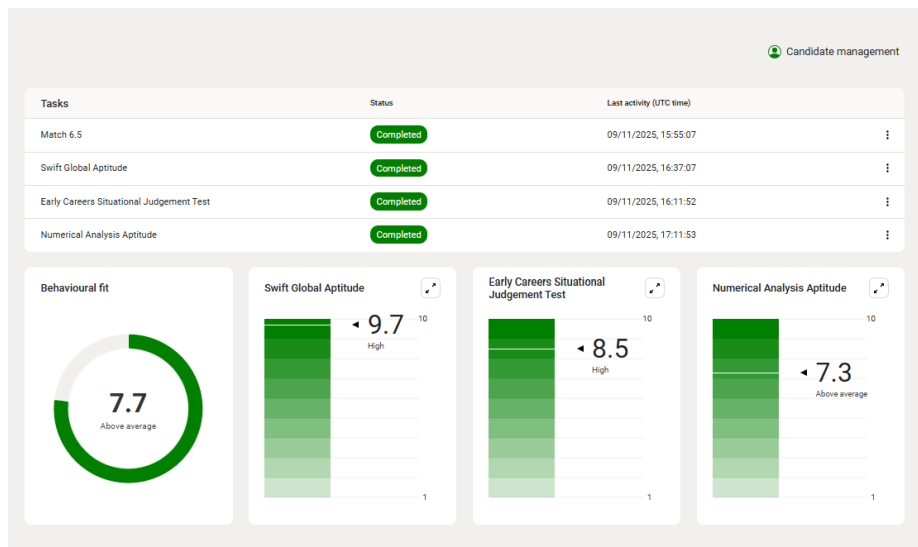 Candidate management
Tasks Status Last activity (UTC time)
Match 6.5 Completed 09/11/2025, 15:55:07
Swift Global Aptitude Completed 09/11/2025, 16:37:07
Early Careers Situational Judgement Test Completed 09/11/2025, 16:11:52
Numerical Analysis Aptitude Completed 09/11/2025, 17:11:53
Behavioural fit
7.7
Above average
Swift Global Aptitude
10
9.7
High
1
Early Careers Situational
Judgement Test
10
8.5
High
1
Numerical Analysis Aptitude
10
7.3
Above average
1